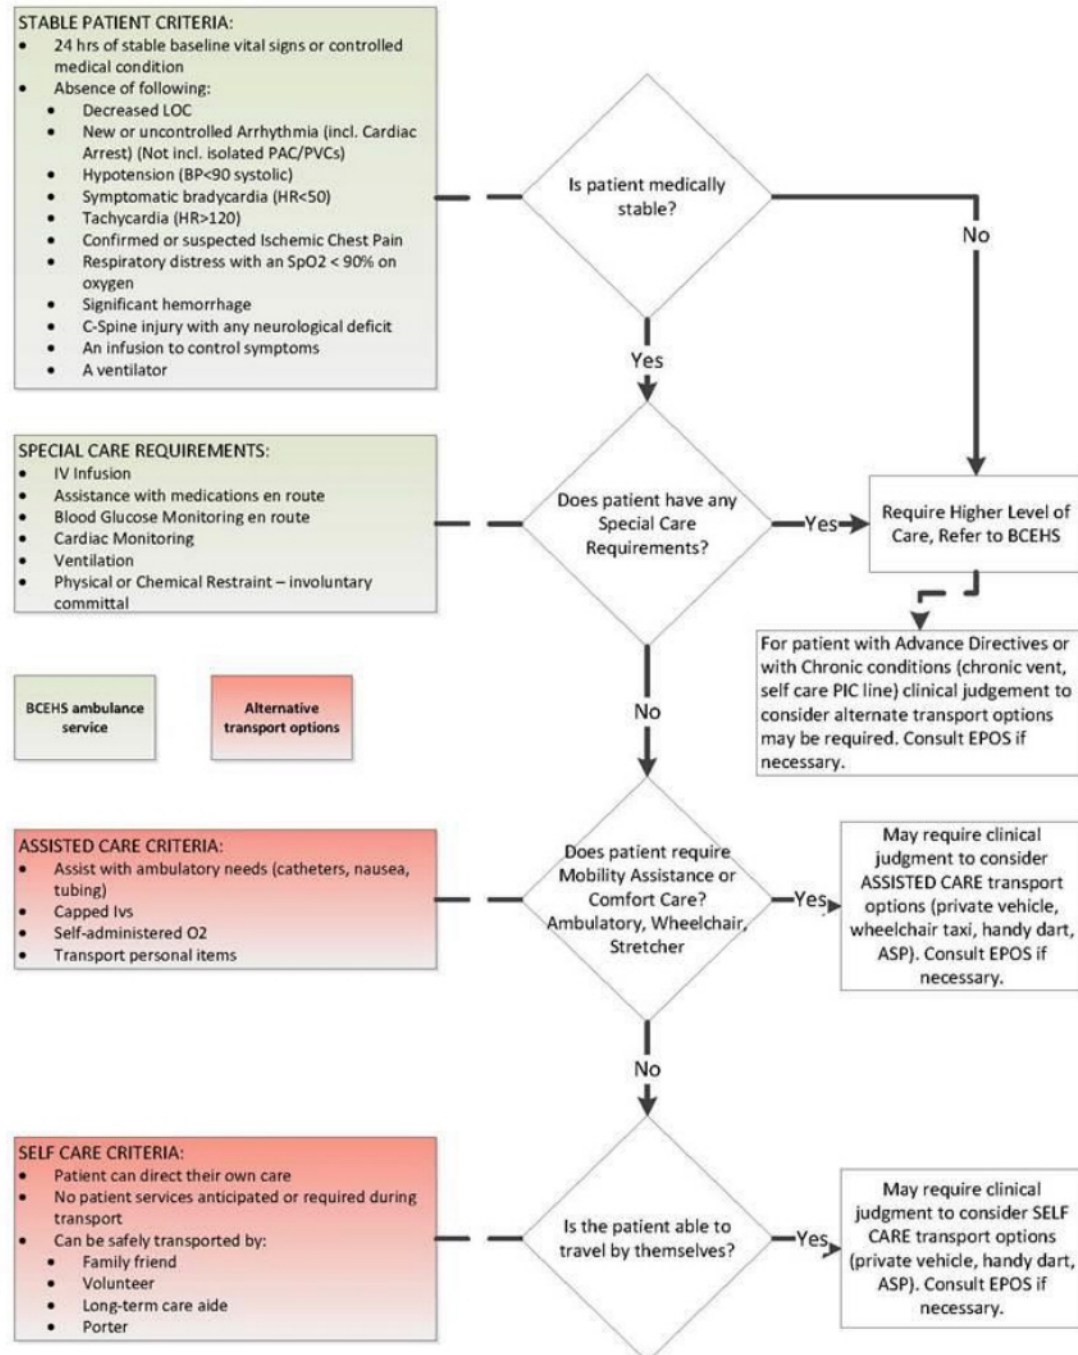 STABLE PATIENT CRITERIA:
• 24 hrs of stable baseline vital signs or controlled
medical condition
• Absence of following:
• Decreased LOC
• New or uncontrolled Arrhythmia (incl. Cardiac
Arrest) (Not incl. isolated PAC/PVCs)
• Hypotension (BP<90 systolic)
• Symptomatic bradycardia (HR<50)
• Tachycardia (HR>120)
• Confirmed or suspected Ischemic Chest Pain
• Respiratory distress with an SpO2 < 90% on
oxygen
• Significant hemorrhage
• C-Spine injury with any neurological deficit
• An infusion to control symptoms
• A ventilator
Is patient medically
stable?
No
Yes
SPECIAL CARE REQUIREMENTS:
• IV Infusion
• Assistance with medications en route
• Blood Glucose Monitoring en route
• Cardiac Monitoring
• Ventilation
• Physical or Chemical Restraint – involuntary
committal
Does patient have any
Special Care
Requirements?
Yes
Require Higher Level of
Care, Refer to BCEHS
For patient with Advance Directives or
with Chronic conditions (chronic vent,
self care PIC line) clinical judgement to
consider alternate transport options
may be required. Consult EPOS if
necessary.
No
BCEHS ambulance
service
Alternative
transport options
ASSISTED CARE CRITERIA:
• Assist with ambulatory needs (catheters, nausea,
tubing)
• Capped Ivs
• Self-administered O2
• Transport personal items
Does patient require
Mobility Assistance or
Comfort Care?
Ambulatory, Wheelchair,
Stretcher
Yes
May require clinical
judgment to consider
ASSISTED CARE transport
options (private vehicle,
wheelchair taxi, handy dart,
ASP). Consult EPOS if
necessary.
No
SELF CARE CRITERIA:
• Patient can direct their own care
• No patient services anticipated or required during
transport
• Can be safely transported by:
• Family friend
• Volunteer
• Long-term care aide
• Porter
Is the patient able to
travel by themselves?
Yes
May require clinical
judgment to consider SELF
CARE transport options
(private vehicle, handy dart,
ASP). Consult EPOS if
necessary.